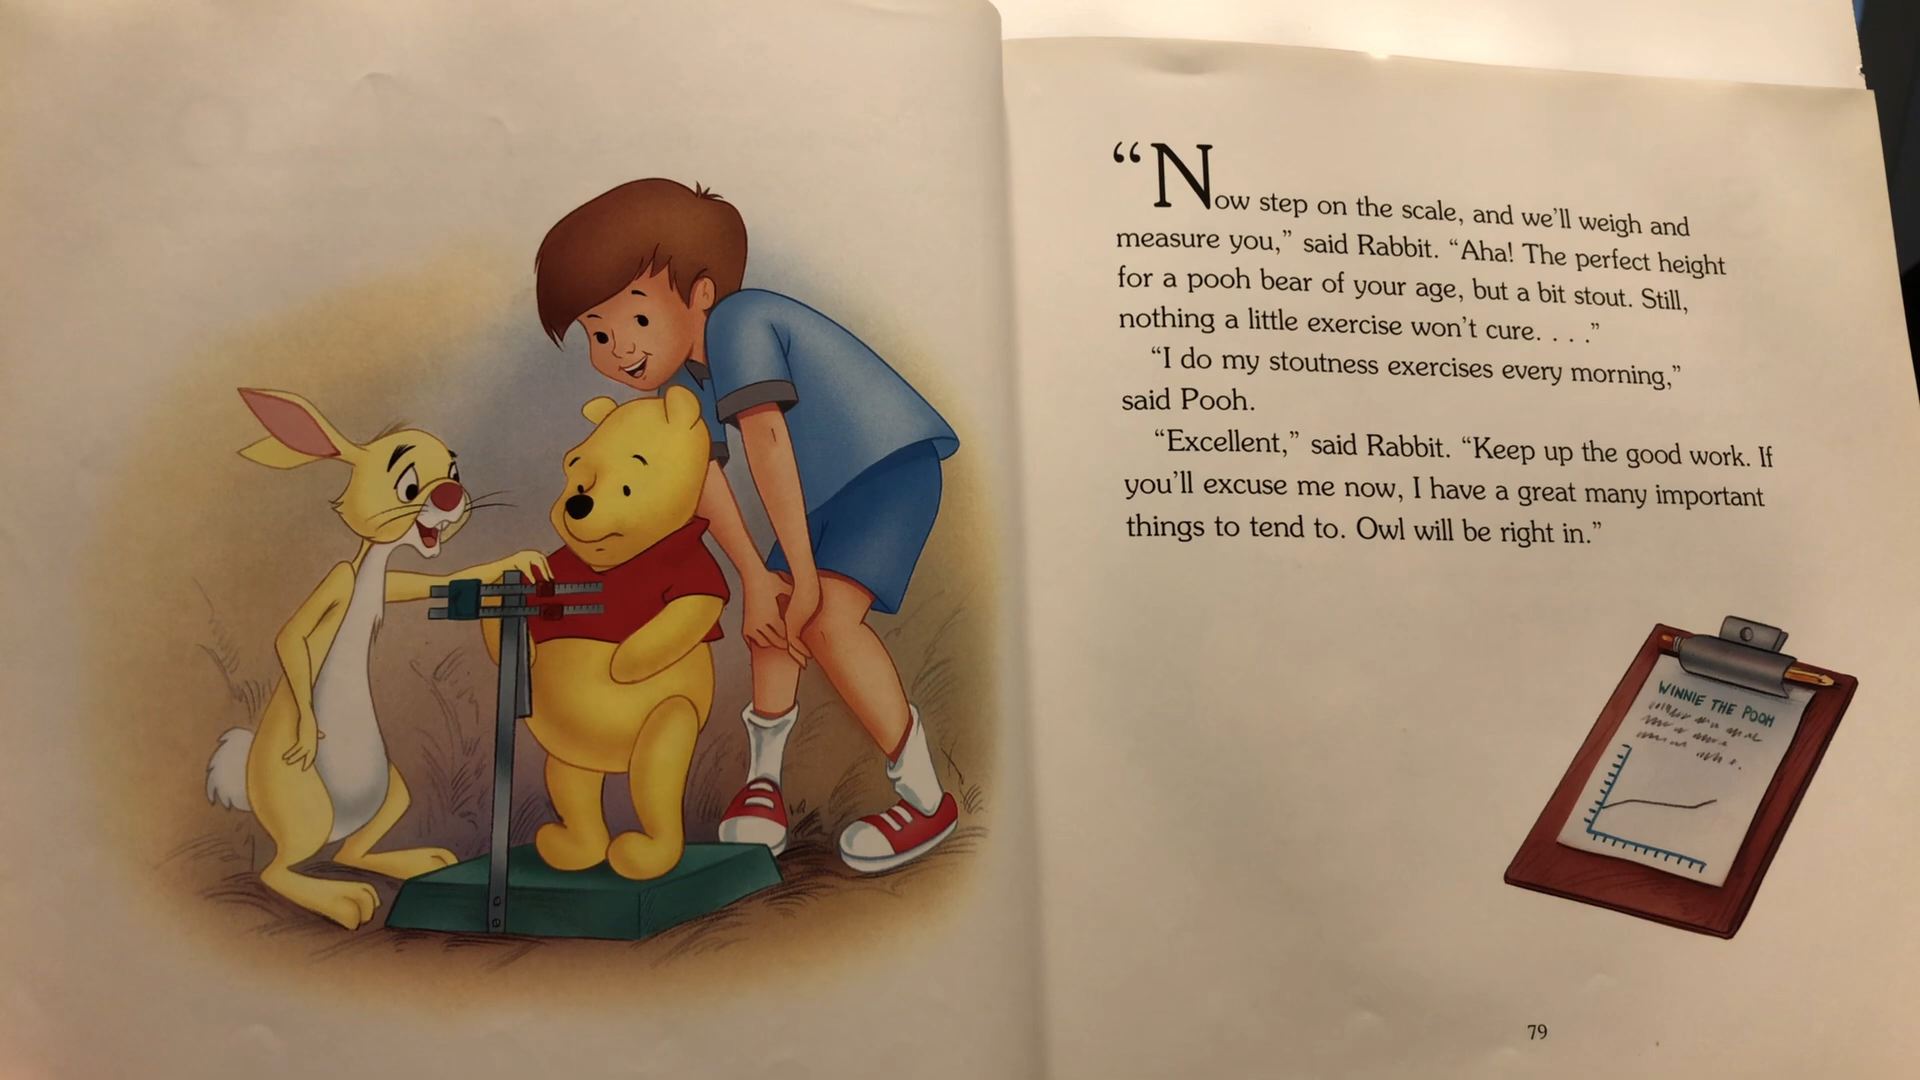 “Now step on the scale, and we’ll weigh and
measure you,” said Rabbit. “Aha! The perfect height
for a pooh bear of your age, but a bit stout. Still,
nothing a little exercise won’t cure. . . .”
“I do my stoutness exercises every morning,”
said Pooh.
“Excellent,” said Rabbit. “Keep up the good work. If
you’ll excuse me now, I have a great many important
things to tend to. Owl will be right in.”
WINNIE THE POOH
79